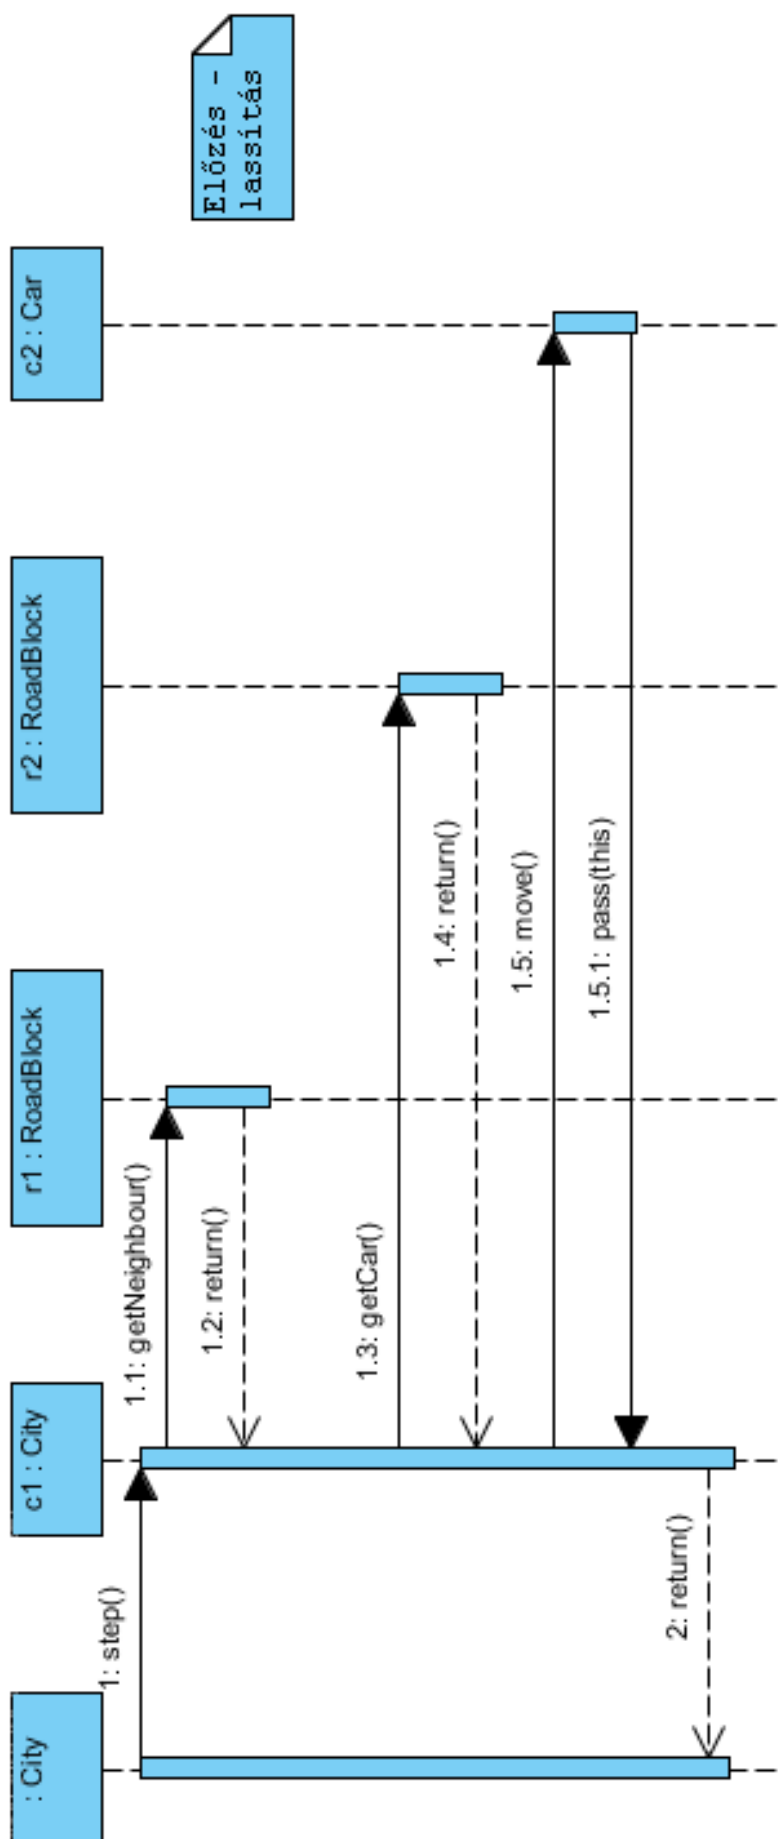 : City
c1 : City
r1 : RoadBlock
r2 : RoadBlock
c2 : Car
Előzés -
lassítás
1: step()
1.1: getNeighbour()
1.2: return()
1.3: getCar()
1.4: return()
1.5: move()
1.5.1: pass(this)
2: return()